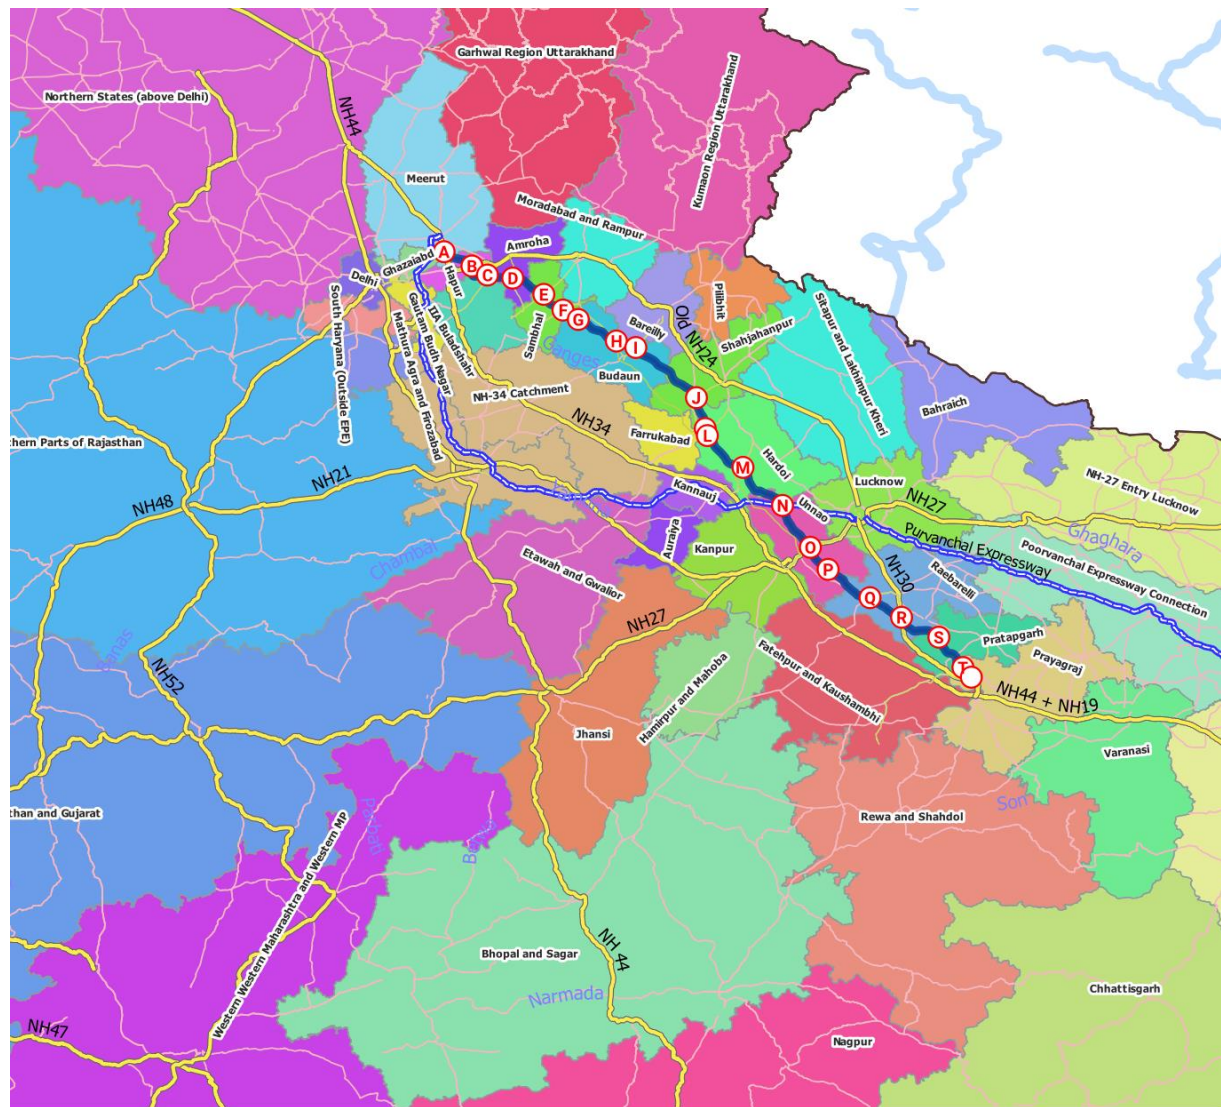 Garhwal Region Uttarakhand
Northern States (above Delhi)
NH44
Kumaon Region Uttarakhand
Meerut
Moradabad and Rampur
Amroha
A
B
C
D
E
F
G
H
I
J
L
M
N
O
P
Q
R
S
T
Ghazaiabd
Delhi
Hapur
Pilibhit
Sitapur and Lakhimpur Kheri
South Haryana (Outside EPE)
Gautam Budh Nagar
IIA Buladshahr
Mathura Agra and Firozabad
Sambhal
Bareilly
Old NH24
Shahjahanpur
Ganges
Budaun
NH-34 Catchment
Bahraich
NH34
Farrukabad
Hardoi
thern Parts of Rajasthan
NH21
NH48
Kannauj
Lucknow
NH27
NH-27 Entry Lucknow
Unnao
Purvanchal Expressway
Ghaghara
Auraiya
Kanpur
Chambal
Etawah and Gwalior
Poorvanchal Expressway Connection
NH30
Raebarelli
NH27
Banas
Pratapgarh
Prayagraj
NH52
Fatehpur and Kaushambhi
Hamirpur and Mahoba
NH44 + NH19
Jhansi
Varanasi
than and Gujarat
Parbati
Rewa and Shahdol
Son
Western Western Maharashtra and Western MP
NH 44
Bhopal and Sagar
Narmada
Chhattisgarh
NH47
Nagpur